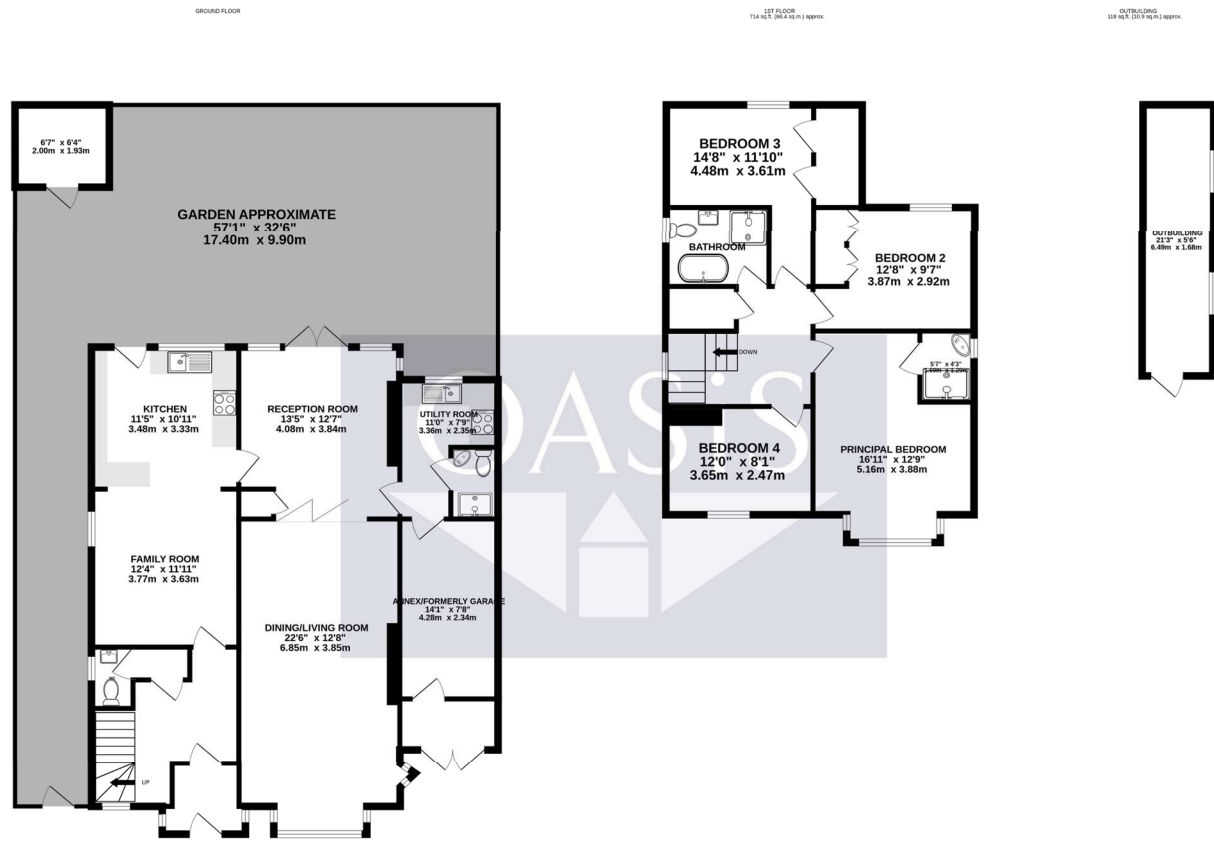 GROUND FLOOR
1ST FLOOR
714 sq.ft. (66.4 sq.m.) approx.
OUTBUILDING
118 sq.ft. (10.9 sq.m.) approx.
6'7" x 6'4"
2.00m x 1.93m
GARDEN APPROXIMATE
57'1" x 32'6"
17.40m x 9.90m
BEDROOM 3
14'8" x 11'10"
4.48m x 3.61m
BATHROOM
BEDROOM 2
12'8" x 9'7"
3.87m x 2.92m
OUTBUILDING
21'3" x 5'6"
6.49m x 1.68m
DOWN
5'7" x 4'3"
KITCHEN
11'5" x 10'11"
3.48m x 3.33m
RECEPTION ROOM
13'5" x 12'7"
4.08m x 3.84m
UTILITY ROOM
11'0" x 7'9"
3.36m x 2.35m
OASiS
BEDROOM 4
12'0" x 8'1"
3.65m x 2.47m
PRINCIPAL BEDROOM
16'11" x 12'9"
5.16m x 3.88m
FAMILY ROOM
12'4" x 11'11"
3.77m x 3.63m
ANNEX/FORMERLY GARAGE
14'1" x 7'8"
4.28m x 2.34m
DINING/LIVING ROOM
22'6" x 12'8"
6.85m x 3.85m
UP